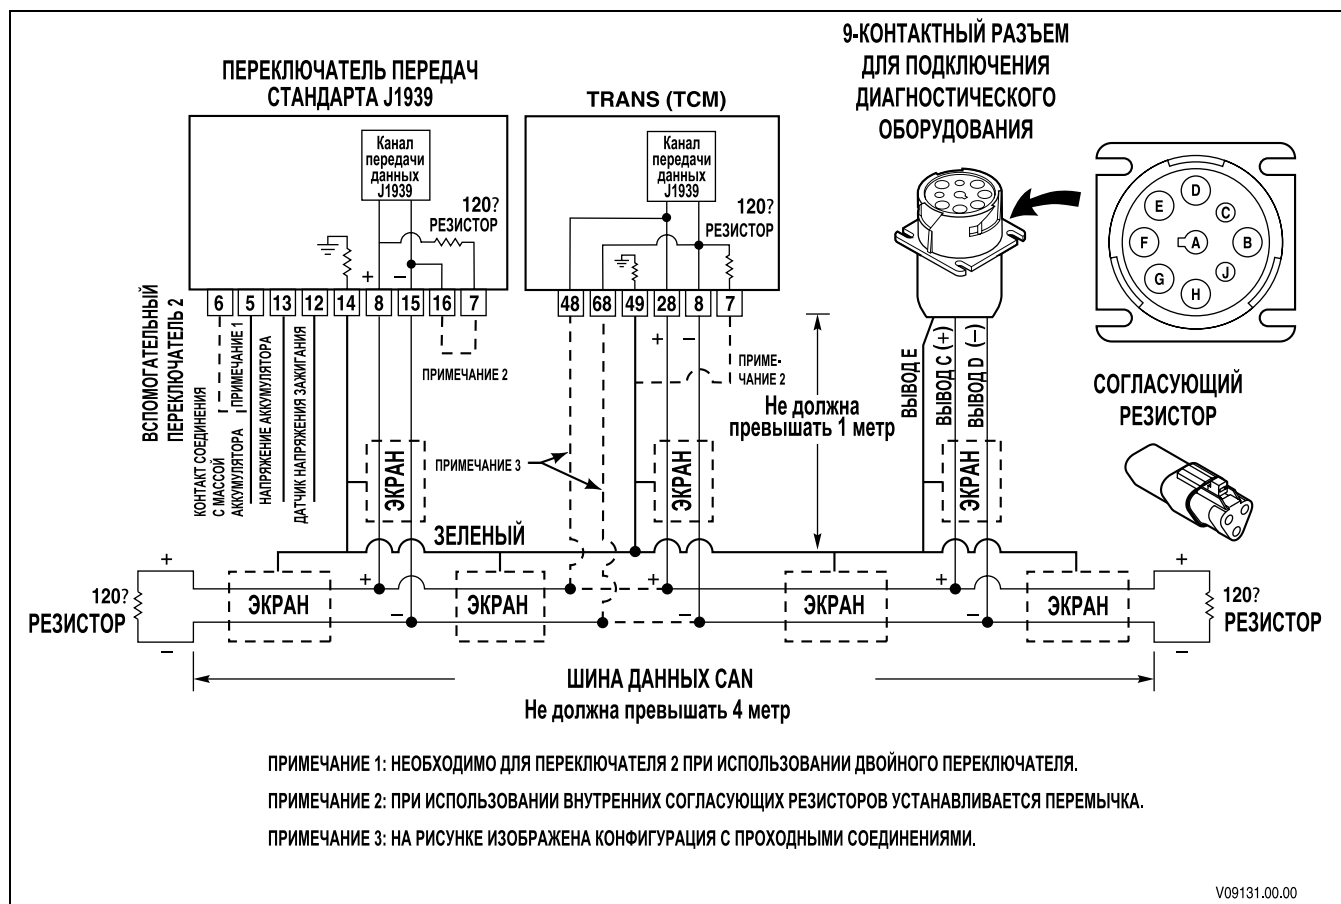 9-КОНТАКТНЫЙ РАЗЪЕМ
ДЛЯ ПОДКЛЮЧЕНИЯ
ДИАГНОСТИЧЕСКОГО
ОБОРУДОВАНИЯ
ПЕРЕКЛЮЧАТЕЛЬ ПЕРЕДАЧ
СТАНДАРТА J1939
TRANS (TCM)
Канал
передачи
данных
J1939
120?
РЕЗИСТОР
+
–
Канал
передачи
данных
J1939
120?
РЕЗИСТОР
D
E
C
F
A
B
G
J
H
6
5
13
12
14
8
15
16
7
48
68
49
28
8
7
+
–
ВСПОМОГАТЕЛЬНЫЙ
ПЕРЕКЛЮЧАТЕЛЬ 2
КОНТАКТ СОЕДИНЕНИЯ
С МАССОЙ
АККУМУЛЯТОРА
ПРИМЕЧАНИЕ 1
НАПРЯЖЕНИЕ АККУМУЛЯТОРА
ДАТЧИК НАПРЯЖЕНИЯ ЗАЖИГАНИЯ
ПРИМЕЧАНИЕ 2
ПРИМЕ-
ЧАНИЕ 2
Не должна
превышать 1 метр
ВЫВОД E
ВЫВОД C (+)
ВЫВОД D (–)
СОГЛАСУЮЩИЙ
РЕЗИСТОР
ПРИМЕЧАНИЕ 3
ЭКРАН
ЭКРАН
ЭКРАН
ЗЕЛЕНЫЙ
+
120?
РЕЗИСТОР
–
ЭКРАН
+
–
ЭКРАН
+
–
ЭКРАН
+
–
ЭКРАН
+
120?
РЕЗИСТОР
–
ШИНА ДАННЫХ CAN
Не должна превышать 4 метр
ПРИМЕЧАНИЕ 1: НЕОБХОДИМО ДЛЯ ПЕРЕКЛЮЧАТЕЛЯ 2 ПРИ ИСПОЛЬЗОВАНИИ ДВОЙНОГО ПЕРЕКЛЮЧАТЕЛЯ.
ПРИМЕЧАНИЕ 2: ПРИ ИСПОЛЬЗОВАНИИ ВНУТРЕННИХ СОГЛАСУЮЩИХ РЕЗИСТОРОВ УСТАНАВЛИВАЕТСЯ ПЕРЕМЫЧКА.
ПРИМЕЧАНИЕ 3: НА РИСУНКЕ ИЗОБРАЖЕНА КОНФИГУРАЦИЯ С ПРОХОДНЫМИ СОЕДИНЕНИЯМИ.
V09131.00.00